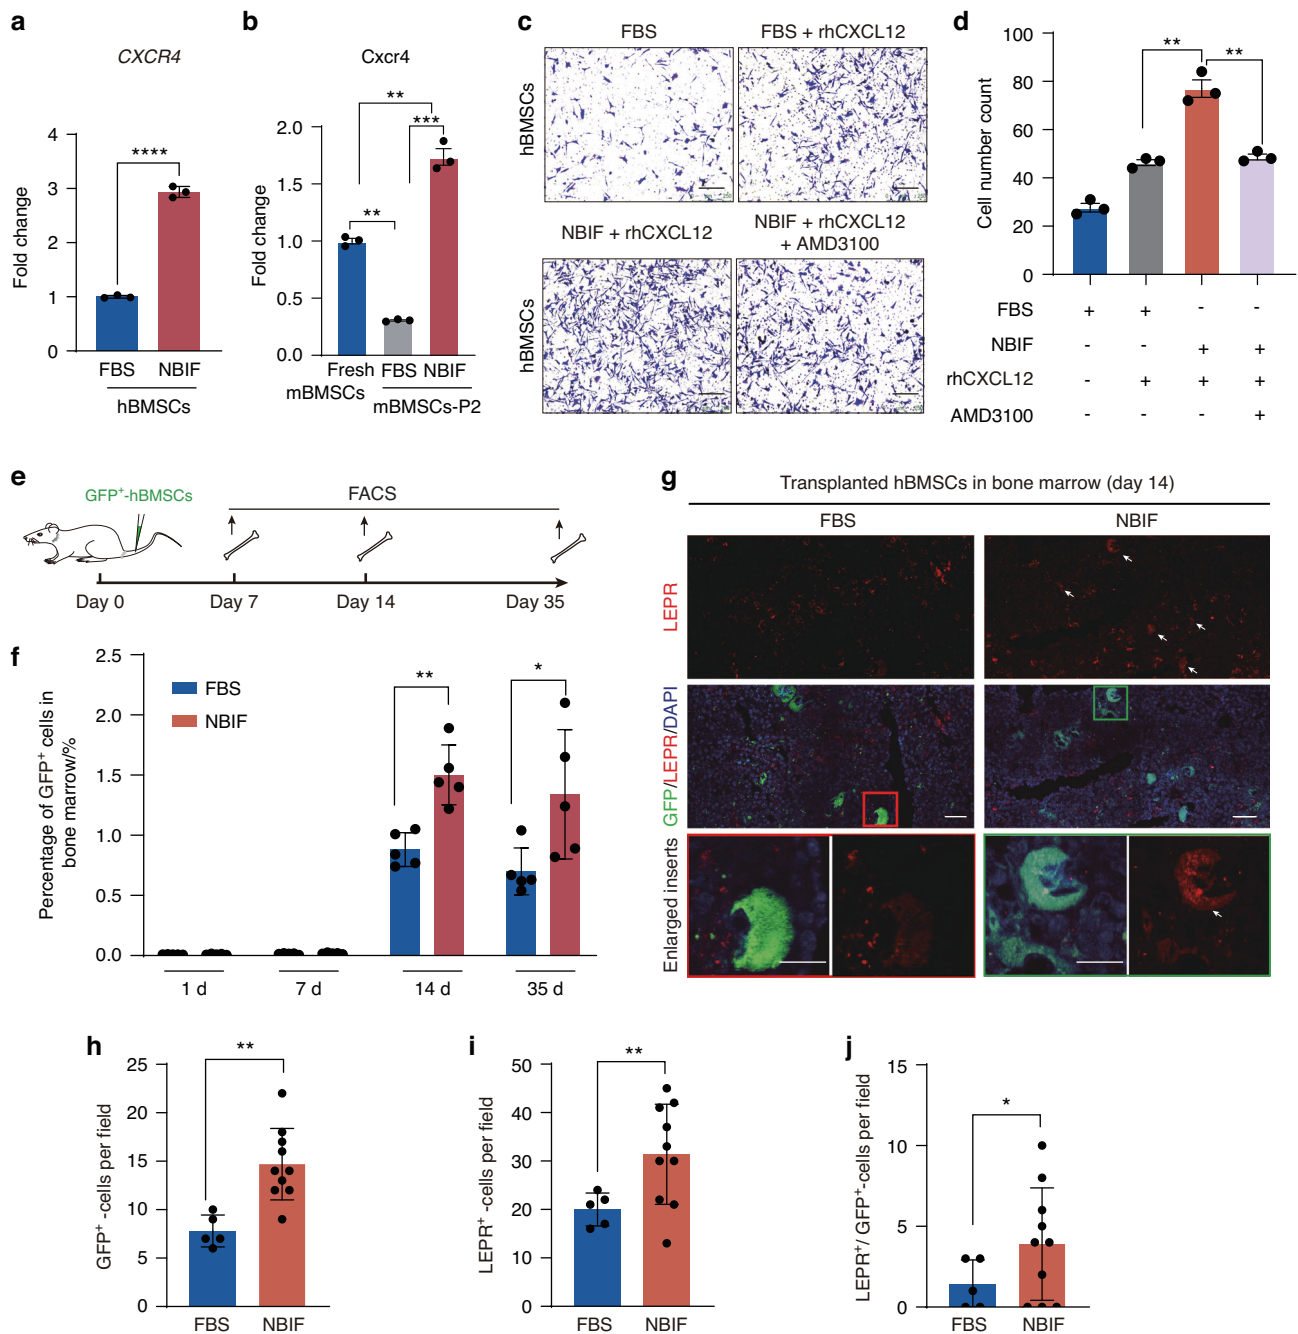 a
CXCR4
Fold change
4
3
2
1
0
****
FBS NBIF
hBMSCs
b
Cxcr4
Fold change
2.0
1.5
1.0
0.5
0.0
**
***
**
Fresh FBS NBIF
mBMSCs mBMSCs-P2
c
FBS
FBS + rhCXCL12
hBMSCs
NBIF + rhCXCL12
NBIF + rhCXCL12
+ AMD3100
hBMSCs
d
Cell number count
100
80
60
40
20
0
** **
FBS + + - -
NBIF - - + +
rhCXCL12 - + + +
AMD3100 - - - +
e
GFP+-hBMSCs
FACS
Day 0 Day 7 Day 14 Day 35
f
Percentage of GFP+ cells in
bone marrow/%
2.5
2.0
1.5
1.0
0.5
0.0
FBS
NBIF
** *
1 d 7 d 14 d 35 d
g
Transplanted hBMSCs in bone marrow (day 14)
FBS NBIF
LEPR
GFP/LEPR/DAPI
Enlarged inserts
h
GFP+ -cells per field
25
20
15
10
5
0
**
FBS NBIF
i
LEPR+ -cells per field
50
40
30
20
10
0
**
FBS NBIF
j
LEPR+/ GFP+-cells per field
15
10
5
0
*
FBS NBIF